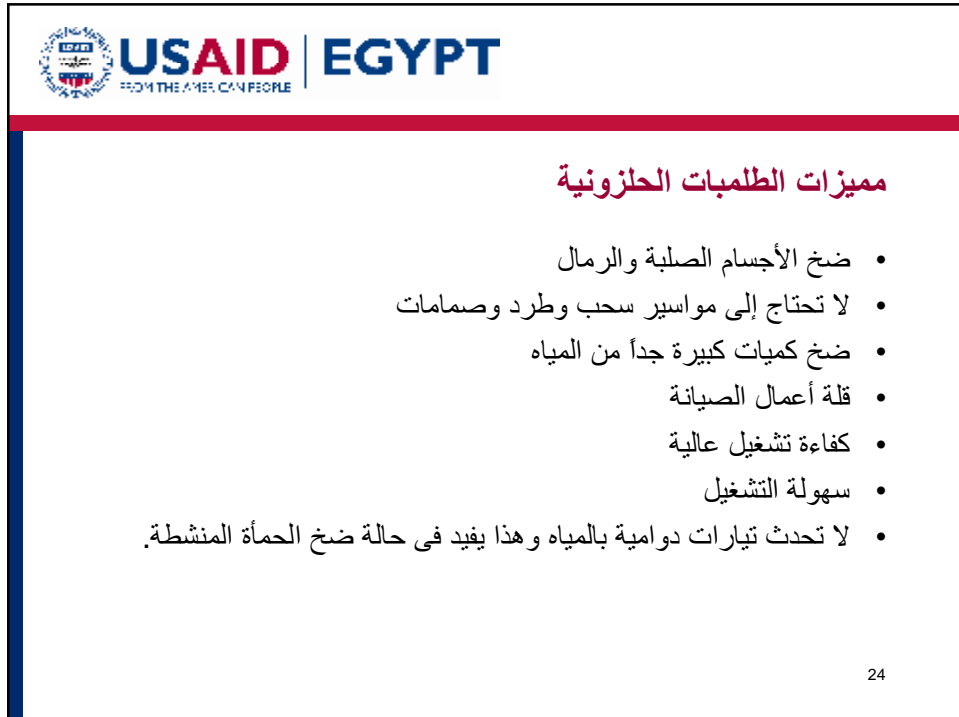 USAID | EGYPT
FROM THE AMERICAN PEOPLE
مميزات الطلمبات الحلزونية
• ضخ الأجسام الصلبة والرمال
• لا تحتاج إلى مواسير سحب وطرد وصمامات
• ضخ كميات كبيرة جداً من المياه
• قلة أعمال الصيانة
• كفاءة تشغيل عالية
• سهولة التشغيل
• لا تحدث تيارات دوامية بالمياه وهذا يفيد فى حالة ضخ الحمأة المنشطة.
24